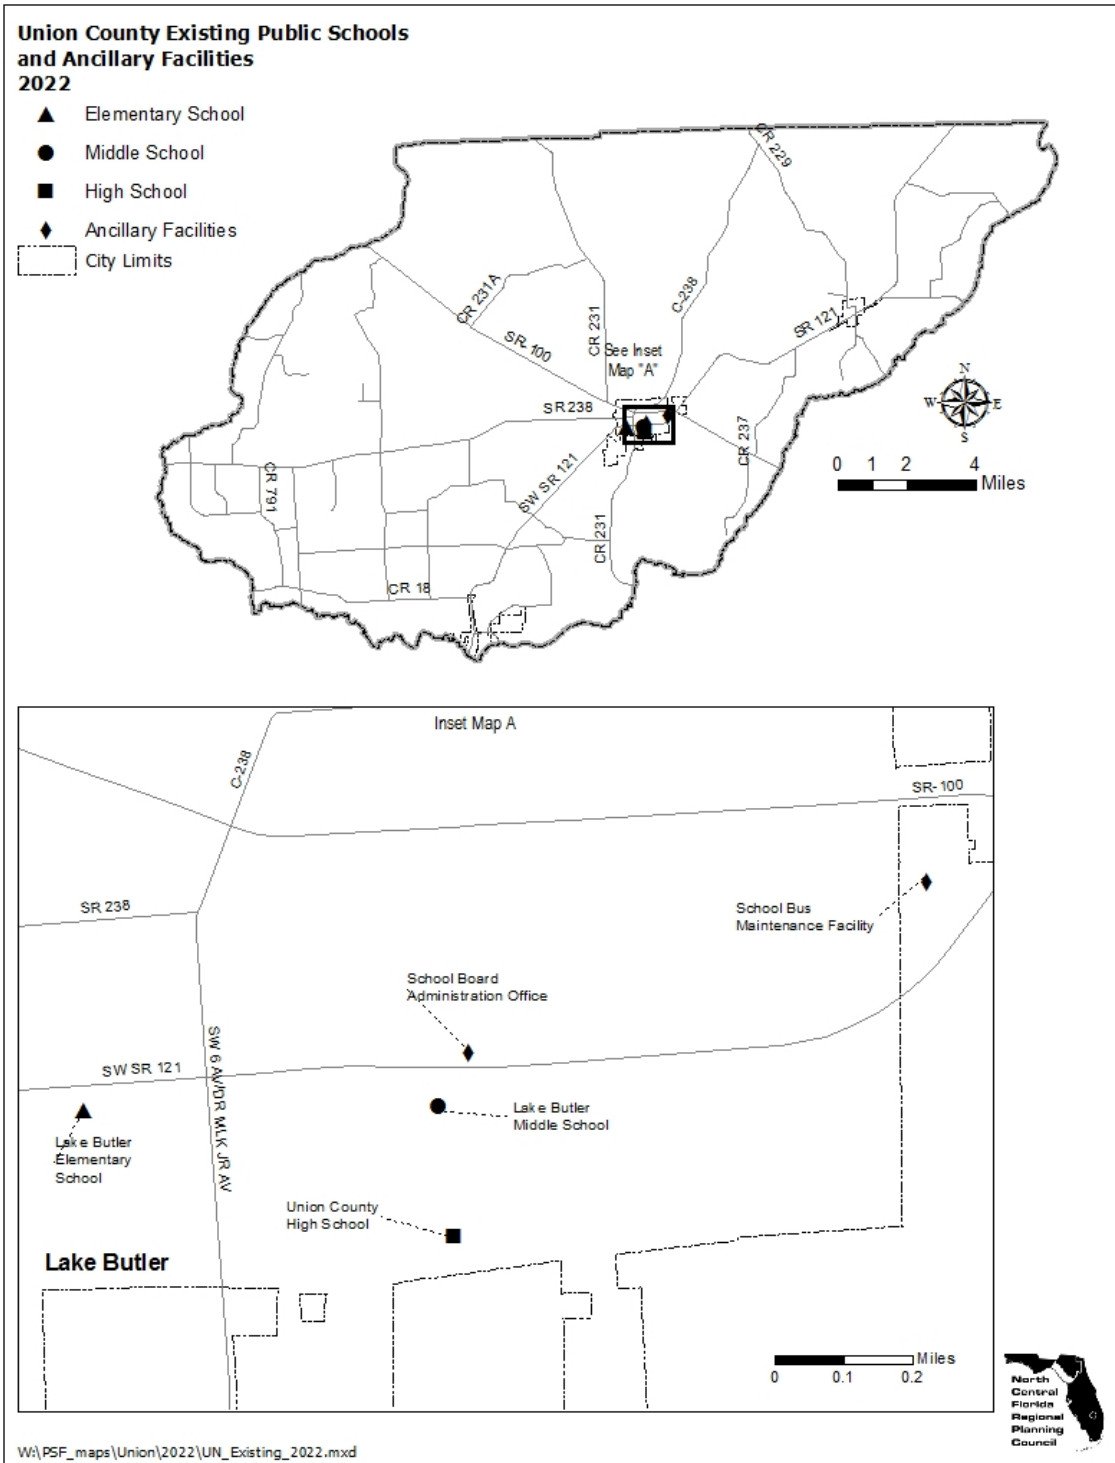 Union County Existing Public Schools
and Ancillary Facilities
2022
Elementary School
Middle School
High School
Ancillary Facilities
City Limits
CR 229
CR 231A
C-238
CR 231
SR 121
SR-100
See Inset
Map "A"
SR 238
N
W
E
S
CR 237
CR 791
SW SR 121
0 1 2 4
Miles
CR 231
CR 18
Inset Map A
C-238
SR-100
SR 238
School Bus
Maintenance Facility
School Board
Administration Office
SW SR 121
SW 6 AV/DR MLK JR AV
Lake Butler
Middle School
Lake Butler
Elementary
School
Union County
High School
Lake Butler
Miles
0 0.1 0.2
North
Central
Florida
Regional
Planning
Council
W:\PSF_maps\Union\2022\UN_Existing_2022.mxd